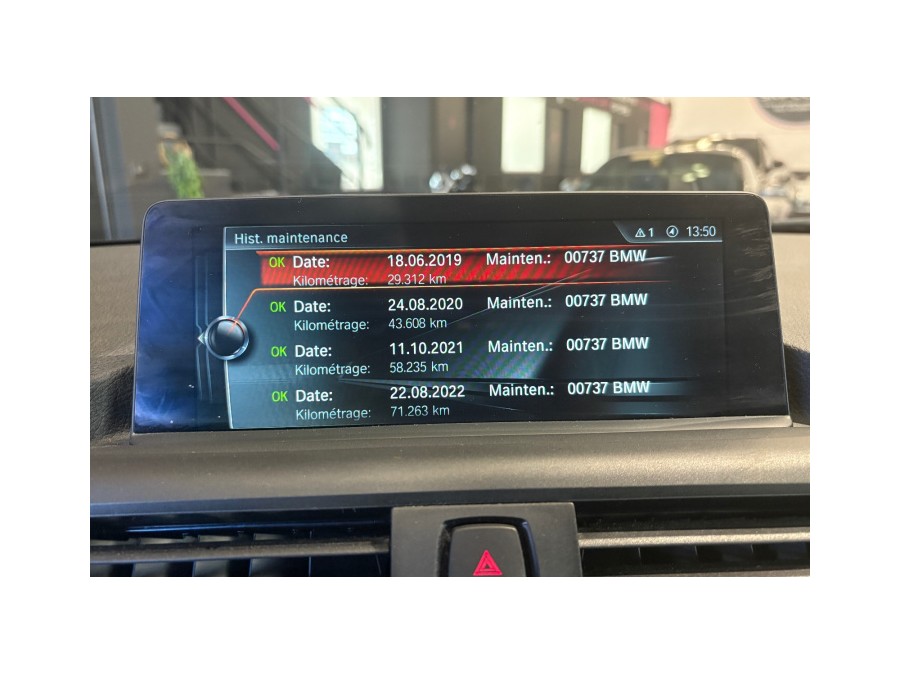 Hist. maintenance 1 13:50
OK Date: 18.06.2019 Mainten.: 00737 BMW
Kilométrage: 29.312 km
OK Date: 24.08.2020 Mainten.: 00737 BMW
Kilométrage: 43.608 km
OK Date: 11.10.2021 Mainten.: 00737 BMW
Kilométrage: 58.235 km
OK Date: 22.08.2022 Mainten.: 00737 BMW
Kilométrage: 71.263 km